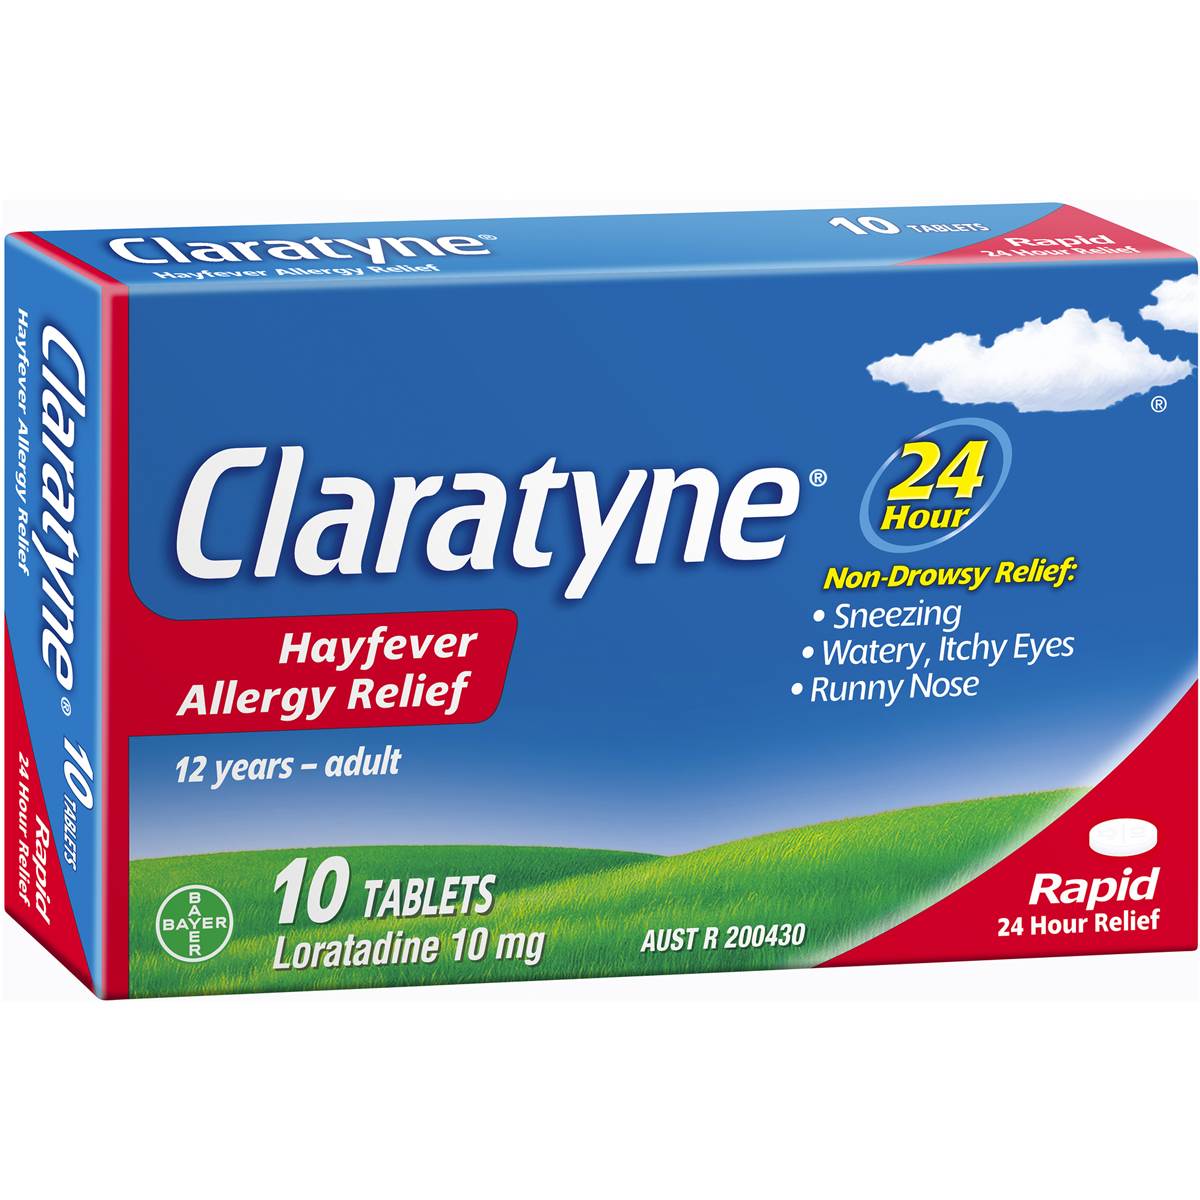 Claratyne®
Hayfever Allergy Relief
10 TABLETS
Rapid
24 Hour Relief
Claratyne®
Hayfever Allergy Relief
10 TABLETS
Rapid
24 Hour Relief
®
Claratyne®
24
Hour
Non-Drowsy Relief:
• Sneezing
• Watery, Itchy Eyes
• Runny Nose
Hayfever
Allergy Relief
12 years – adult
10 TABLETS
Loratadine 10 mg
BAYER
BAYER
AUST R 200430
Rapid
24 Hour Relief